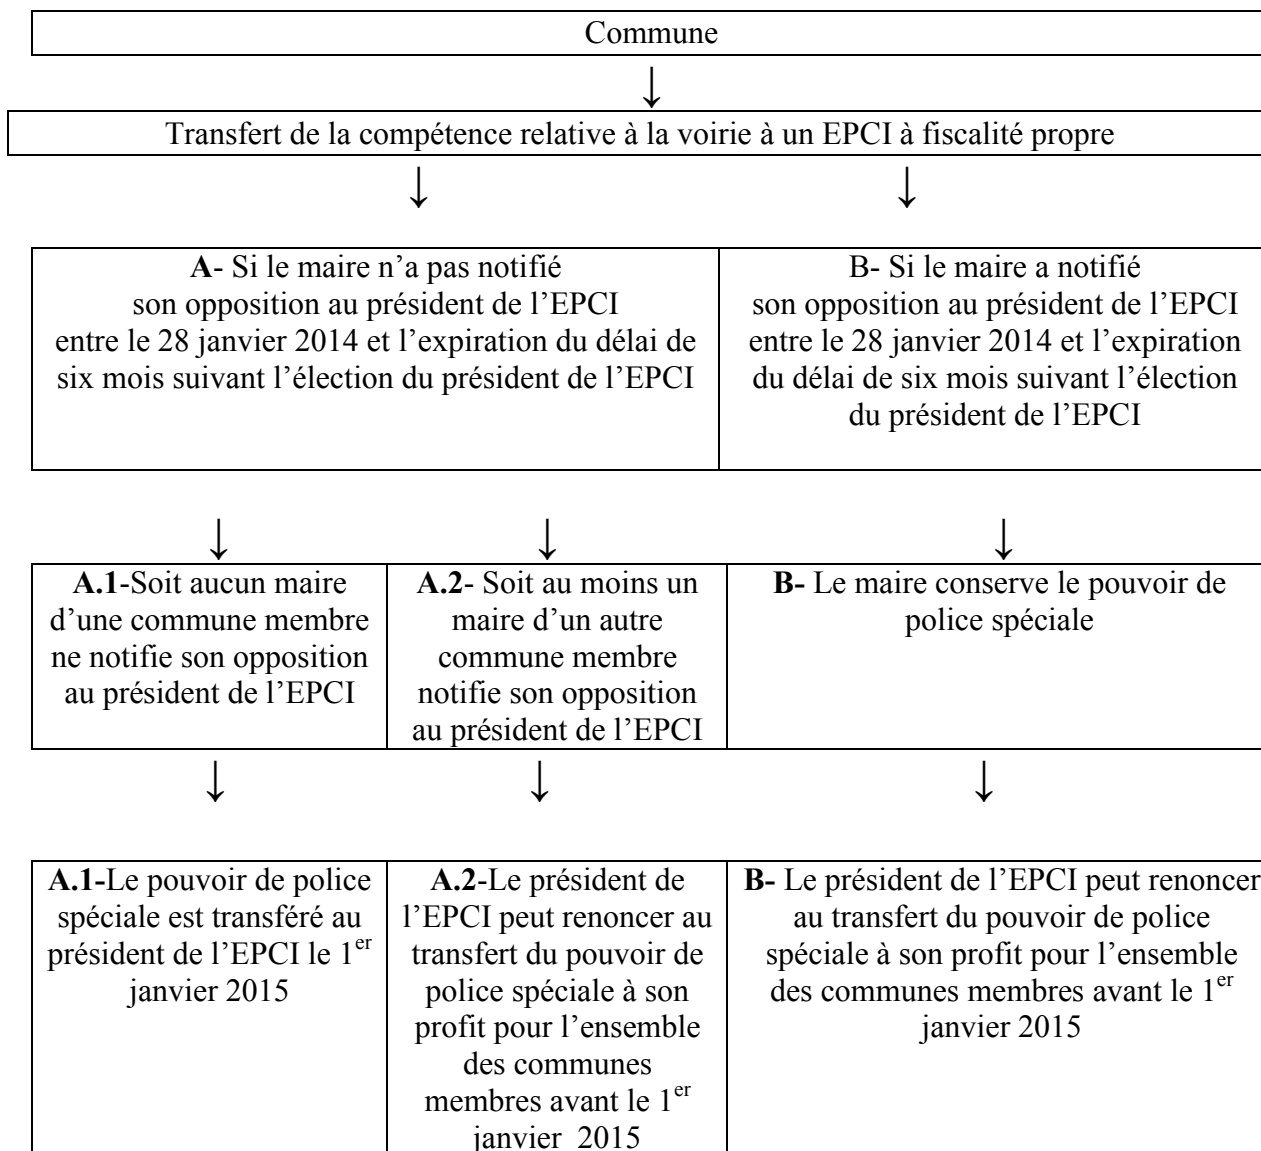 Commune
↓
Transfert de la compétence relative à la voirie à un EPCI à fiscalité propre
↓ ↓
A- Si le maire n’a pas notifié
son opposition au président de l’EPCI
entre le 28 janvier 2014 et l’expiration du délai de
six mois suivant l’élection du président de l’EPCI
B- Si le maire a notifié
son opposition au président de l’EPCI
entre le 28 janvier 2014 et l’expiration
du délai de six mois suivant l’élection
du président de l’EPCI
↓ ↓ ↓
A.1-Soit aucun maire
d’une commune membre
ne notifie son opposition
au président de l’EPCI
A.2- Soit au moins un
maire d’un autre
commune membre
notifie son opposition
au président de l’EPCI
B- Le maire conserve le pouvoir de
police spéciale
↓ ↓ ↓
A.1-Le pouvoir de police
spéciale est transféré au
président de l’EPCI le 1er
janvier 2015
A.2-Le président de
l’EPCI peut renoncer au
transfert du pouvoir de
police spéciale à son
profit pour l’ensemble
des communes
membres avant le 1er
janvier 2015
B- Le président de l’EPCI peut renoncer
au transfert du pouvoir de police
spéciale à son profit pour l’ensemble
des communes membres avant le 1er
janvier 2015